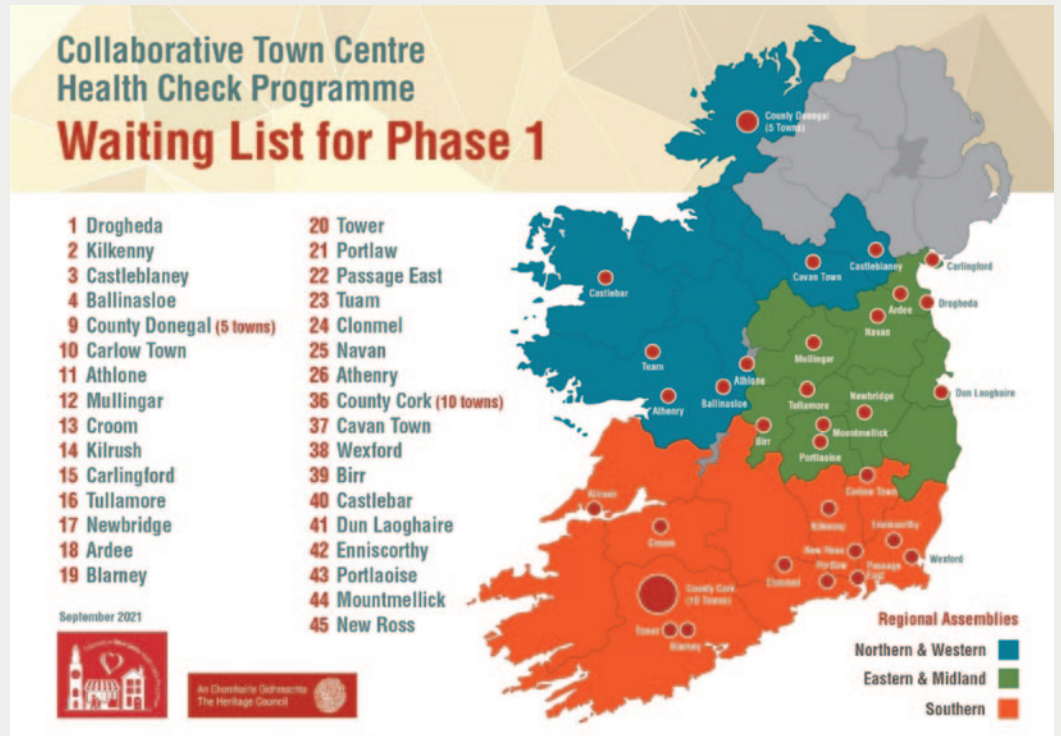 Collaborative Town Centre
Health Check Programme
Waiting List for Phase 1
1 Drogheda
2 Kilkenny
3 Castleblaney
4 Ballinasloe
9 County Donegal (5 towns)
10 Carlow Town
11 Athlone
12 Mullingar
13 Croom
14 Kilrush
15 Carlingford
16 Tullamore
17 Newbridge
18 Ardee
19 Blarney
20 Tower
21 Portlaw
22 Passage East
23 Tuam
24 Clonmel
25 Navan
26 Athenry
36 County Cork (10 towns)
37 Cavan Town
38 Wexford
39 Birr
40 Castlebar
41 Dun Laoghaire
42 Enniscorthy
43 Portlaoise
44 Mountmellick
45 New Ross
September 2021
An Chomhairle Oidhreachta
The Heritage Council
County Donegal
(5 Towns)
Castleblaney
Cavan Town
Carlingford
Castlebar
Ardee
Drogheda
Navan
Mullingar
Tuam
Athlone
Ballinasloe
Athenry
Tullamore
Newbridge
Dun Laoghaire
Birr
Mountmellick
Portlaoise
Carlow Town
Kilrush
Kilkenny
Enniscorthy
Croom
New Ross
Wexford
Clonmel
Portlaw
Passage
East
County Cork
(10 Towns)
Tower
Blarney
Regional Assemblies
Northern & Western
Eastern & Midland
Southern